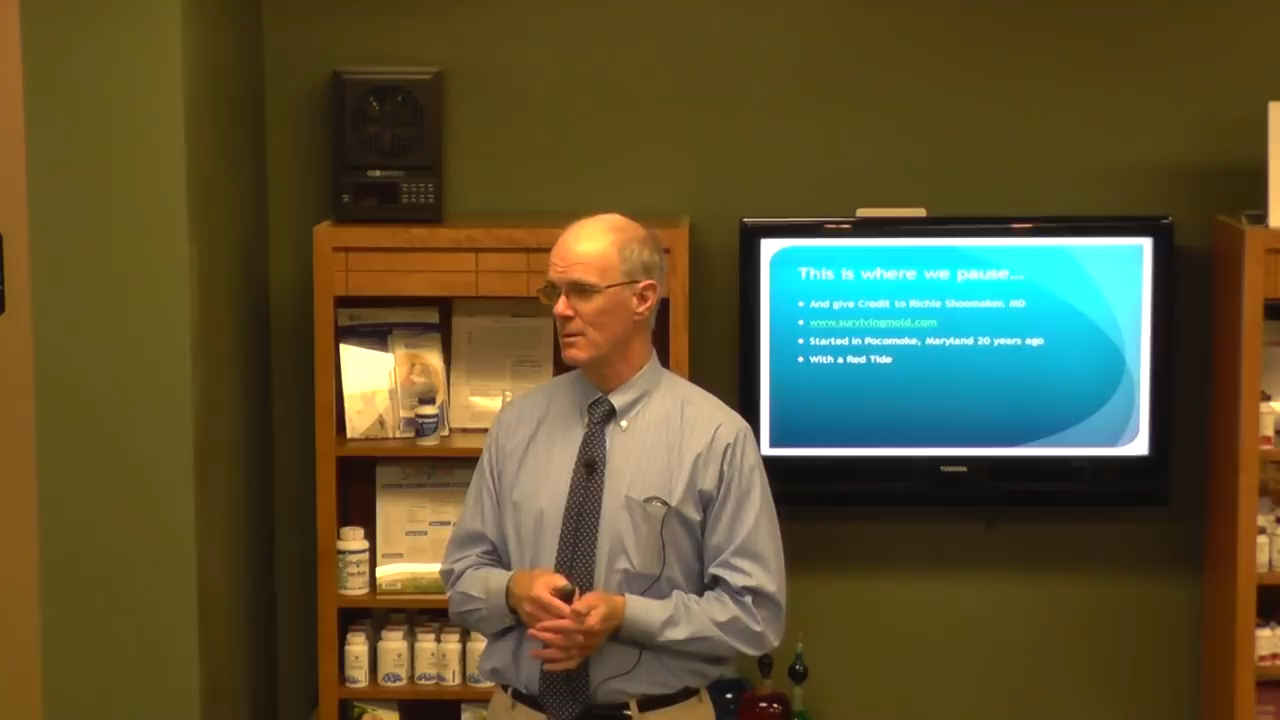 This is where we pause...
And give Credit to Richie Shoemaker, MD
www.survivingmold.com
Started in Pocomoke, Maryland 20 years ago
With a Red Tide
TOSHIBA